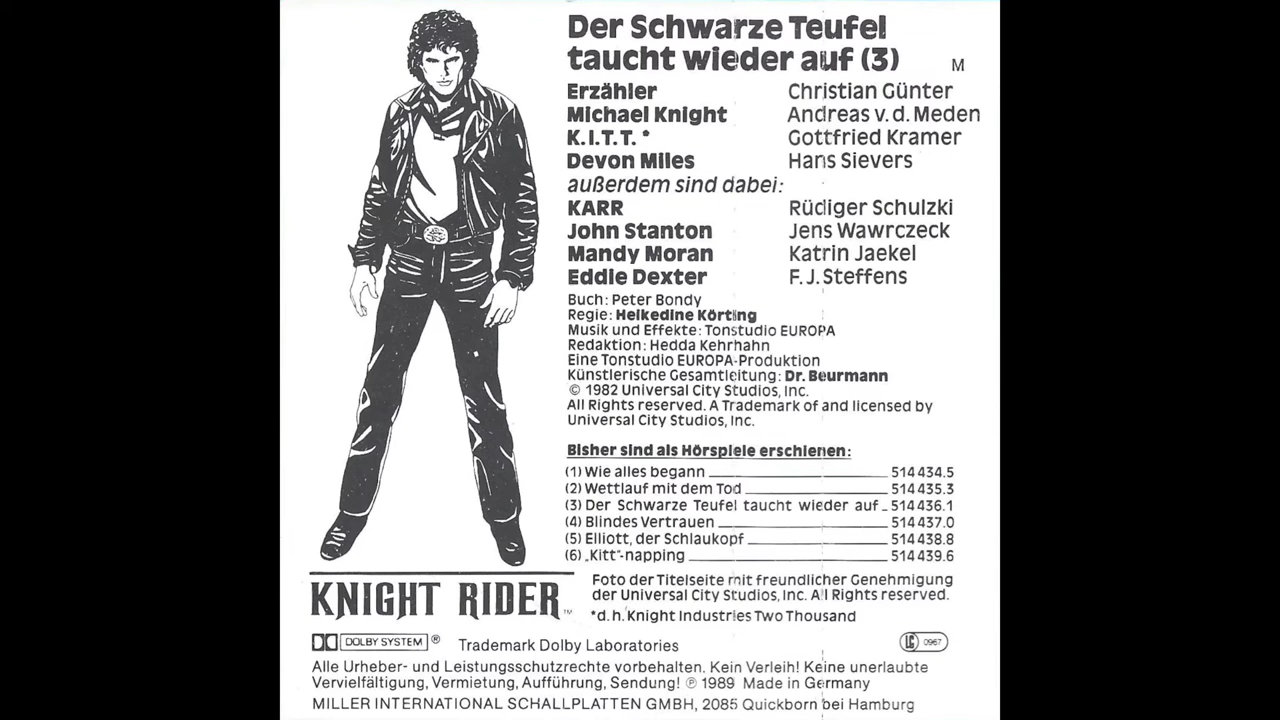 Der Schwarze Teufel
taucht wieder auf (3) M
Erzähler Christian Günter
Michael Knight Andreas v. d. Meden
K.I.T.T. * Gottfried Kramer
Devon Miles Hans Sievers
außerdem sind dabei:
KARR Rüdiger Schulzki
John Stanton Jens Wawrczeck
Mandy Moran Katrin Jaekel
Eddie Dexter F. J. Steffens
Buch: Peter Bondy
Regie: Heikedine Körting
Musik und Effekte: Tonstudio EUROPA
Redaktion: Hedda Kehrhahn
Eine Tonstudio EUROPA-Produktion
Künstlerische Gesamtleitung: Dr. Beurmann
© 1982 Universal City Studios, Inc.
All Rights reserved. A Trademark of and licensed by
Universal City Studios, Inc.
Bisher sind als Hörspiele erschienen:
(1) Wie alles begann 514 434.5
(2) Wettlauf mit dem Tod 514 435.3
(3) Der Schwarze Teufel taucht wieder auf 514 436.1
(4) Blindes Vertrauen 514 437.0
(5) Elliott, der Schlaukopf 514 438.8
(6) „Kitt“-napping 514 439.6
KNIGHT RIDER™
Foto der Titelseite mit freundlicher Genehmigung
der Universal City Studios, Inc. All Rights reserved.
*d. h. Knight Industries Two Thousand
DOLBY SYSTEM ® Trademark Dolby Laboratories LC 0967
Alle Urheber- und Leistungsschutzrechte vorbehalten. Kein Verleih! Keine unerlaubte
Vervielfältigung, Vermietung, Aufführung, Sendung! ℗ 1989 Made in Germany
MILLER INTERNATIONAL SCHALLPLATTEN GMBH, 2085 Quickborn bei Hamburg